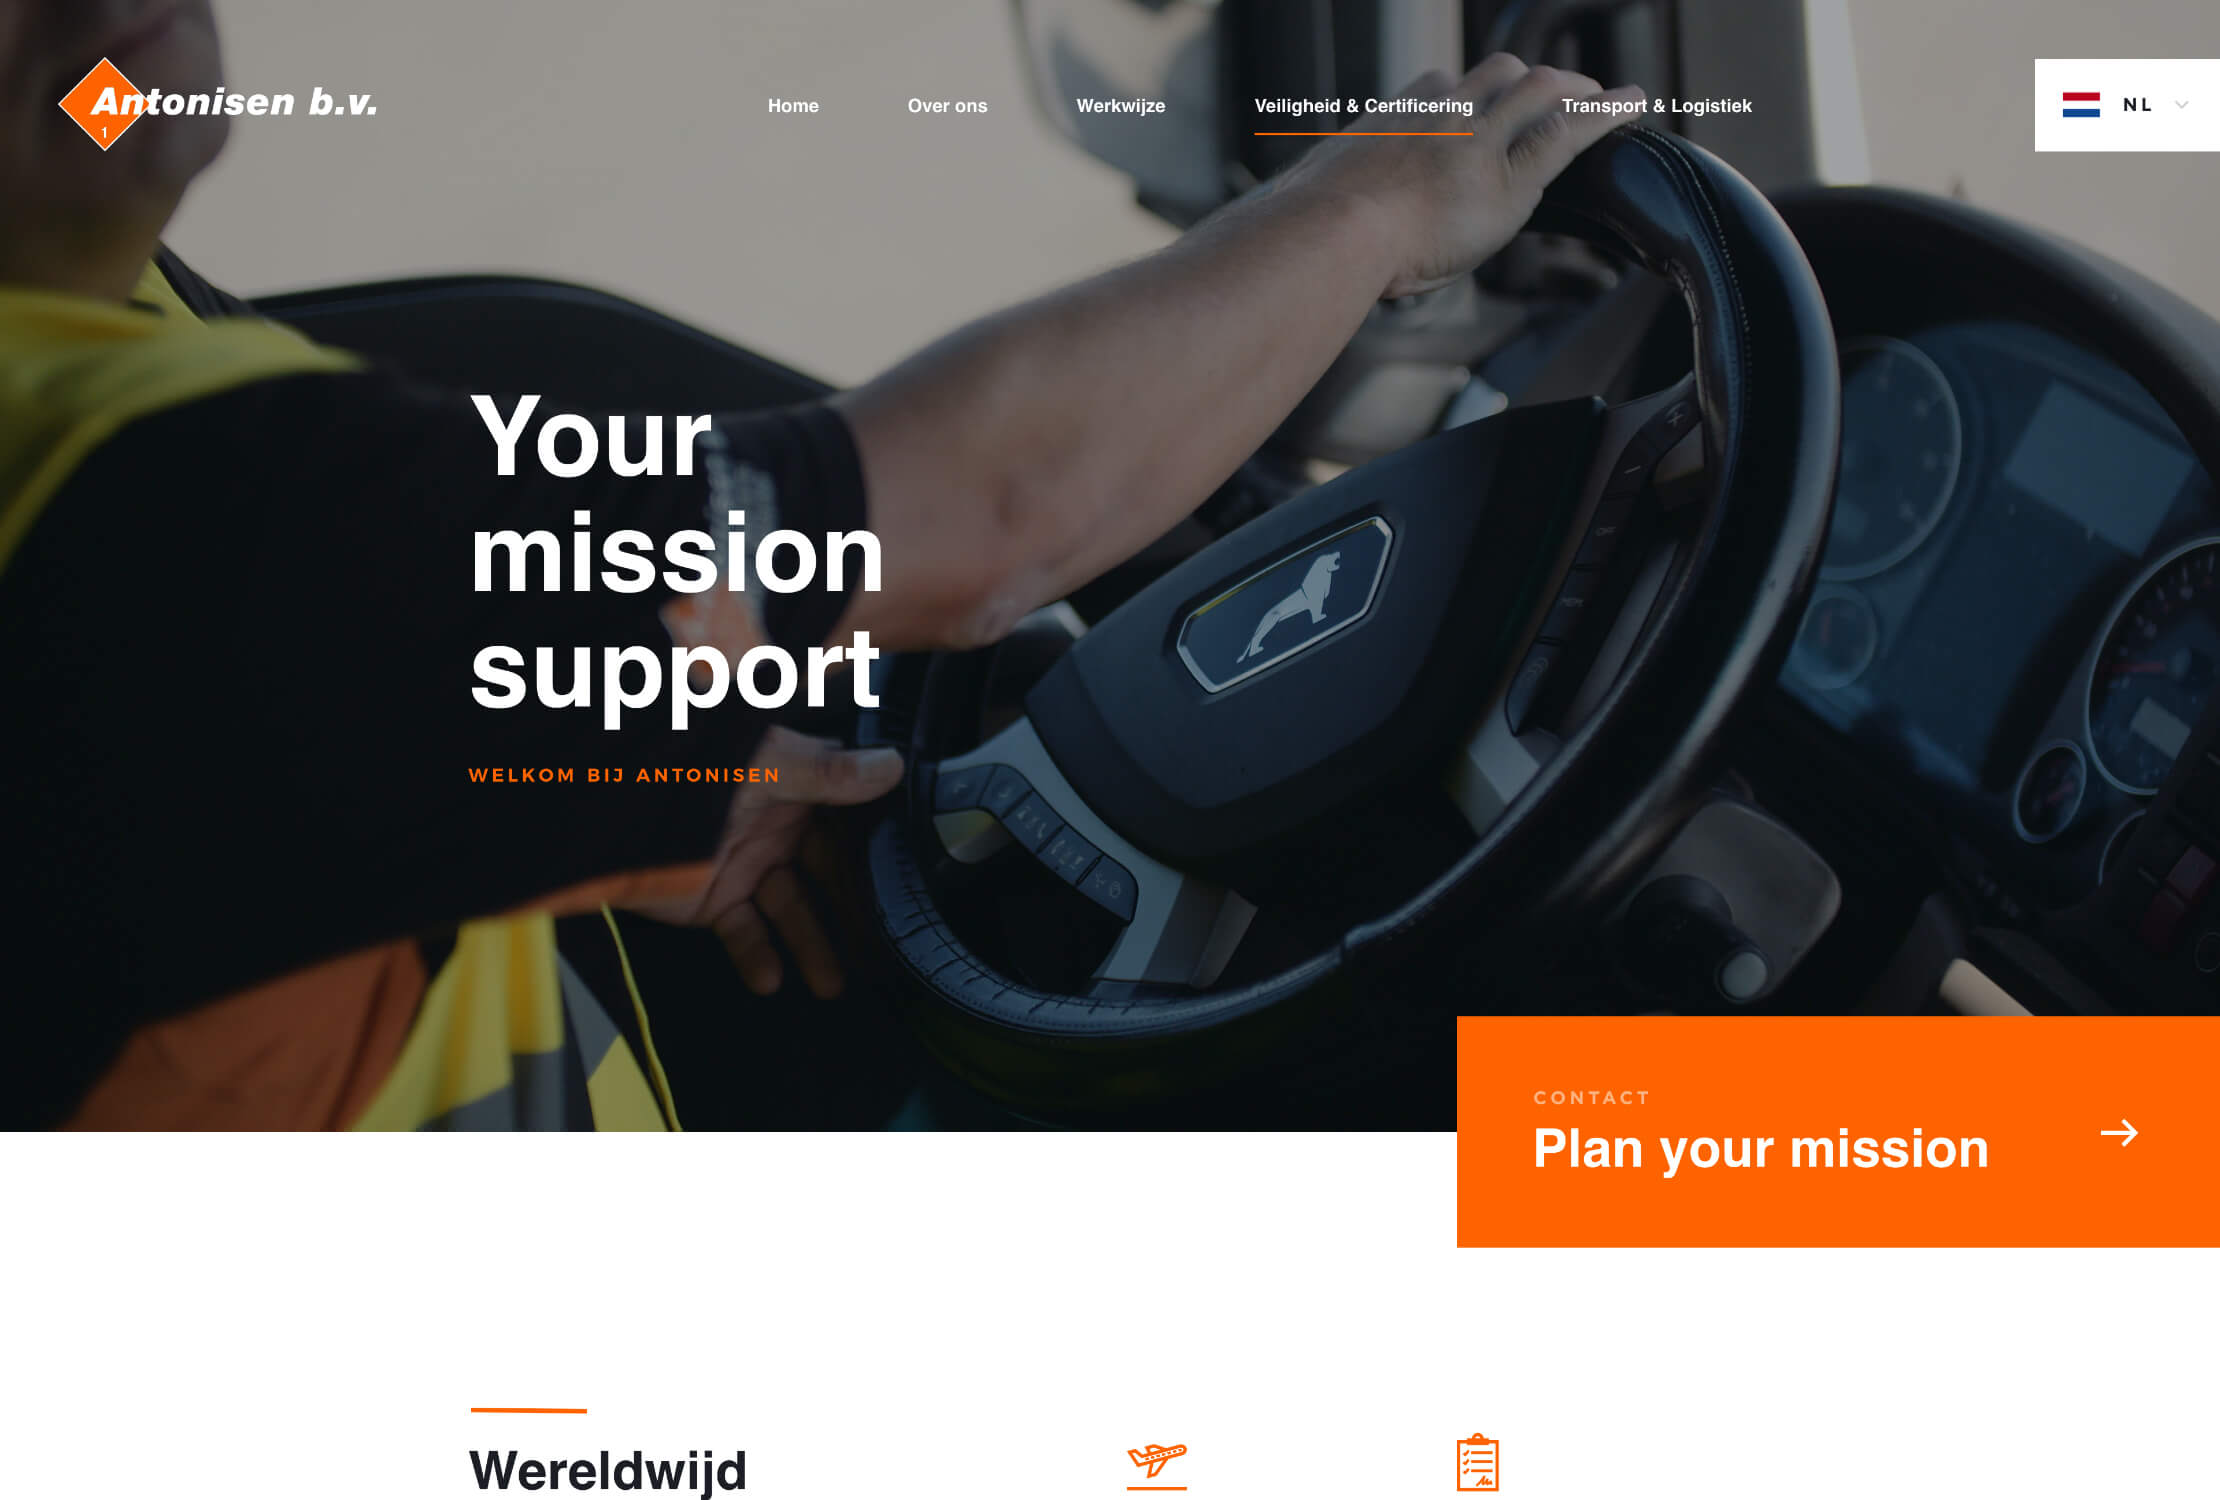 Antonisen b.v.
1
Home
Over ons
Werkwijze
Veiligheid & Certificering
Transport & Logistiek
NL
Your
mission
support
WELKOM BIJ ANTONISEN
CONTACT
Plan your mission
Wereldwijd